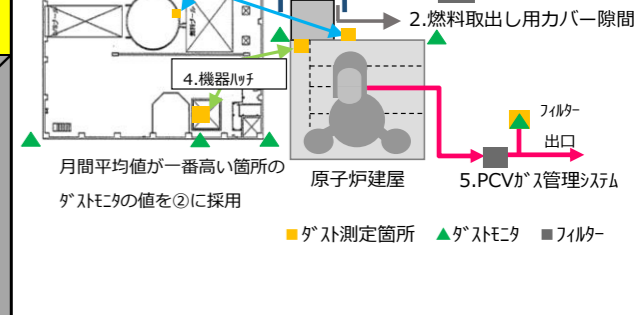 2.燃料取出し用カバー隙間
4.機器ﾊｯﾁ
ﾌｨﾙﾀｰ
出口
月間平均値が一番高い箇所の
ﾀﾞｽﾄﾓﾆﾀの値を②に採用
原子炉建屋
5.PCVｶﾞｽ管理ｼｽﾃﾑ
■ﾀﾞｽﾄ測定箇所 ▲ﾀﾞｽﾄﾓﾆﾀ ■ﾌｨﾙﾀｰ